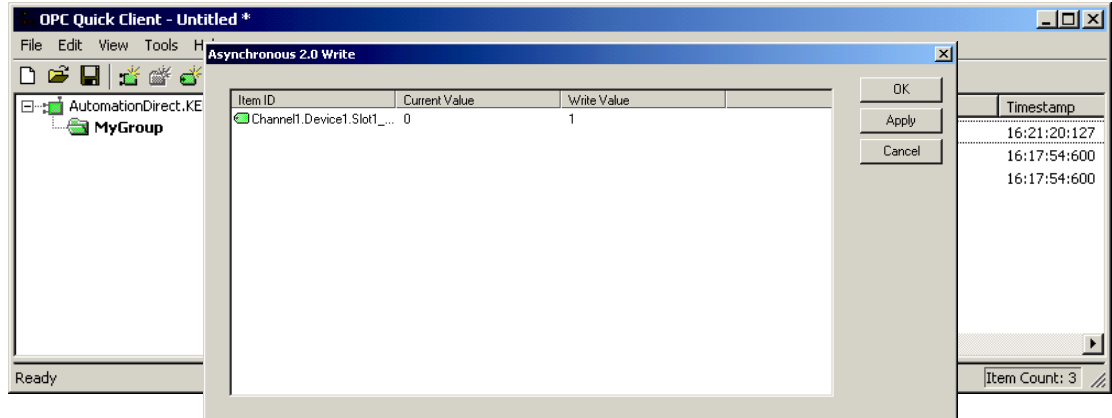 OPC Quick Client - Untitled *
File Edit View Tools H
Asynchronous 2.0 Write
AutomationDirect.KE
MyGroup
Item ID Current Value Write Value
Channel1.Device1.Slot1_... 0 1
OK
Apply
Cancel
Timestamp
16:21:20:127
16:17:54:600
16:17:54:600
Ready
Item Count: 3